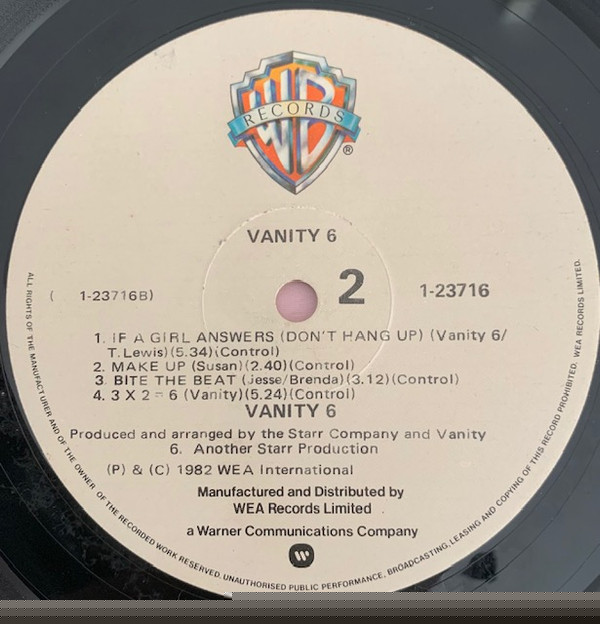 RECORDS
WB
®
VANITY 6
2
( 1-23716B)
1-23716
1. IF A GIRL ANSWERS (DON'T HANG UP) (Vanity 6/
T.Lewis)(5.34)(Control)
2. MAKE UP (Susan)(2.40)(Control)
3. BITE THE BEAT (Jesse/Brenda)(3.12)(Control)
4. 3 X 2 = 6 (Vanity)(5.24)(Control)
VANITY 6
Produced and arranged by the Starr Company and Vanity
6. Another Starr Production
(P) & (C) 1982 WEA International
Manufactured and Distributed by
WEA Records Limited
a Warner Communications Company
ALL RIGHTS OF THE MANUFACTURER AND OF THE OWNER OF THE RECORDED WORK RESERVED. UNAUTHORISED PUBLIC PERFORMANCE, BROADCASTING, LEASING AND COPYING OF THIS RECORD PROHIBITED. WEA RECORDS LIMITED.